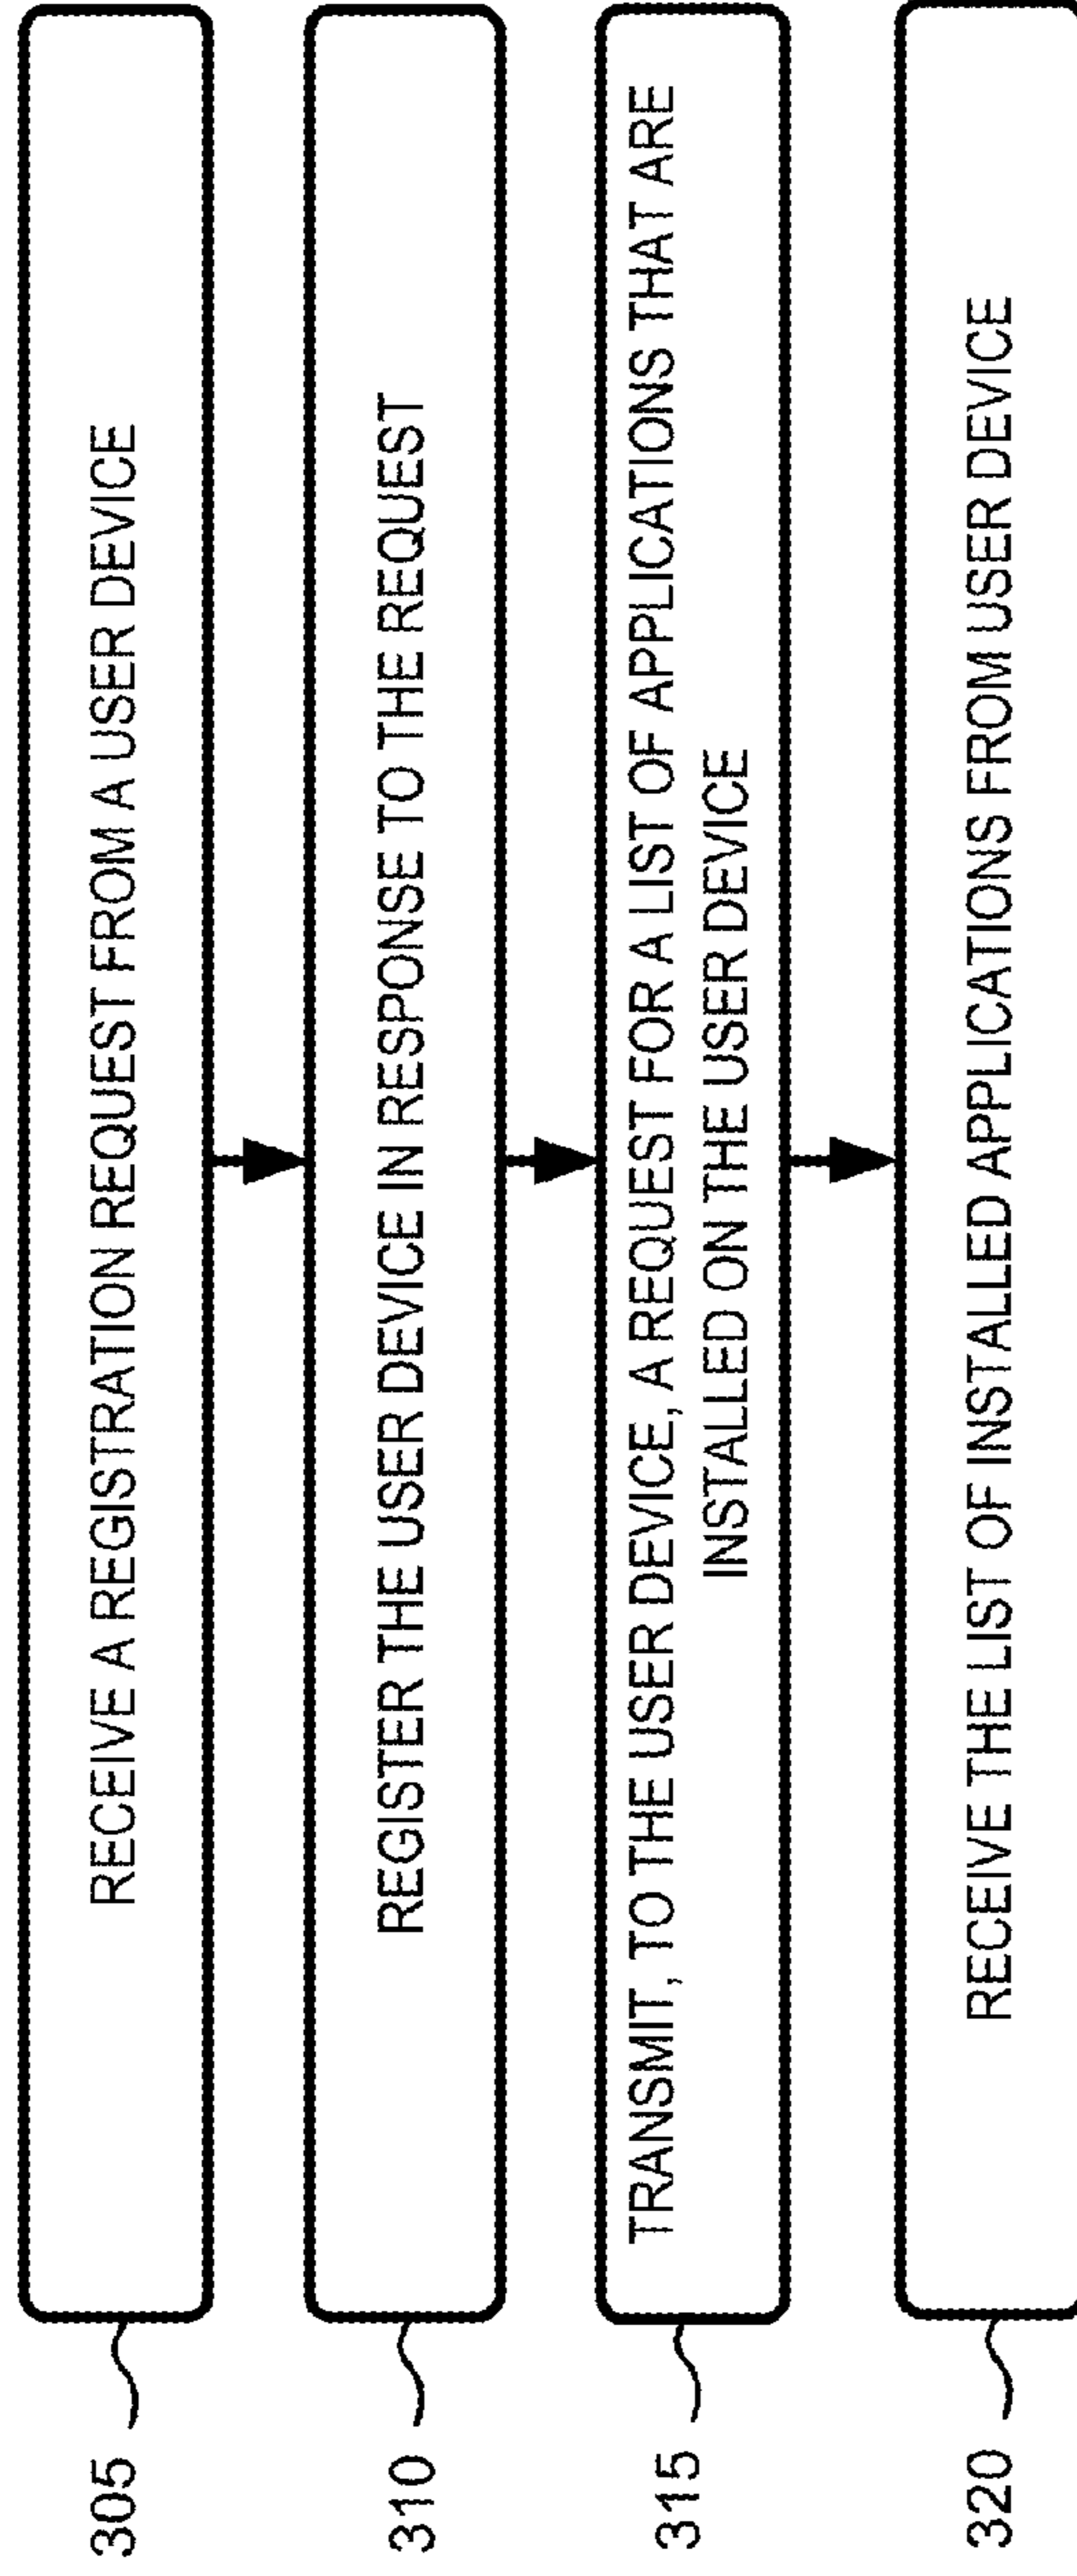 305
RECEIVE A REGISTRATION REQUEST FROM A USER DEVICE
310
REGISTER THE USER DEVICE IN RESPONSE TO THE REQUEST
315
TRANSMIT, TO THE USER DEVICE, A REQUEST FOR A LIST OF APPLICATIONS THAT ARE
INSTALLED ON THE USER DEVICE
320
RECEIVE THE LIST OF INSTALLED APPLICATIONS FROM USER DEVICE